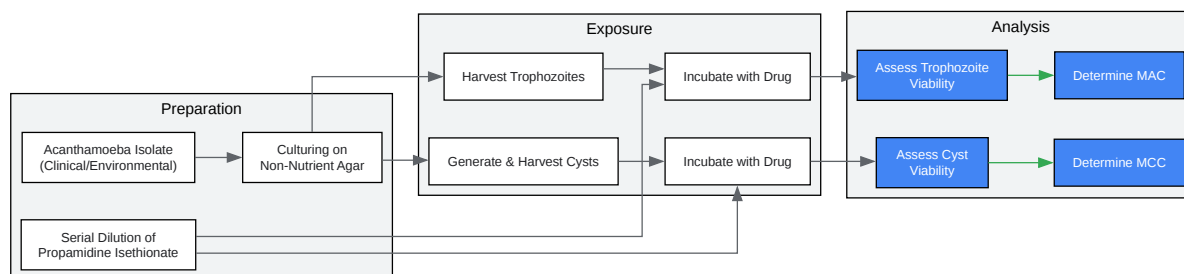 Preparation
Acanthamoeba Isolate
(Clinical/Environmental)
Culturing on
Non-Nutrient Agar
Serial Dilution of
Propamidine Isethionate
Exposure
Harvest Trophozoites
Incubate with Drug
Generate & Harvest Cysts
Incubate with Drug
Analysis
Assess Trophozoite
Viability
Determine MAC
Assess Cyst
Viability
Determine MCC